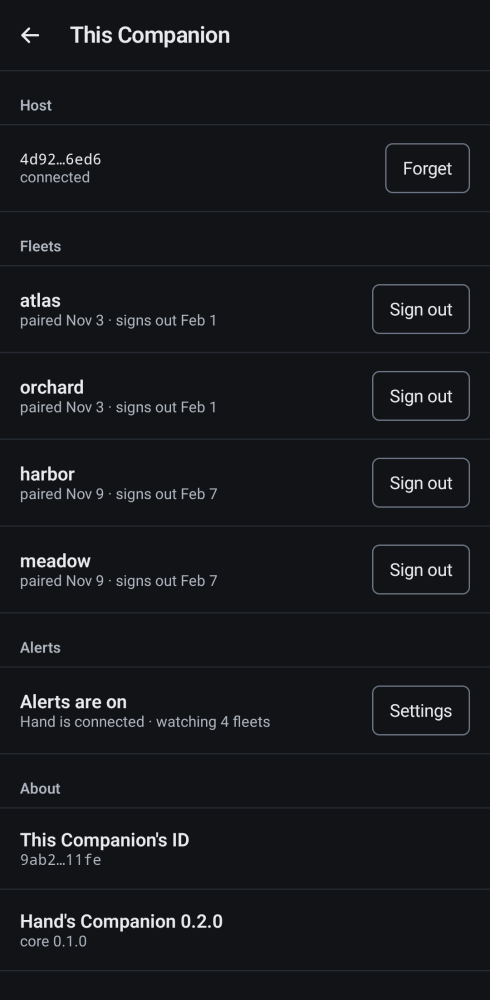 This Companion
Host
4d92…6ed6
connected
Forget
Fleets
atlas
paired Nov 3 · signs out Feb 1
Sign out
orchard
paired Nov 3 · signs out Feb 1
Sign out
harbor
paired Nov 9 · signs out Feb 7
Sign out
meadow
paired Nov 9 · signs out Feb 7
Sign out
Alerts
Alerts are on
Hand is connected · watching 4 fleets
Settings
About
This Companion's ID
9ab2…11fe
Hand's Companion 0.2.0
core 0.1.0